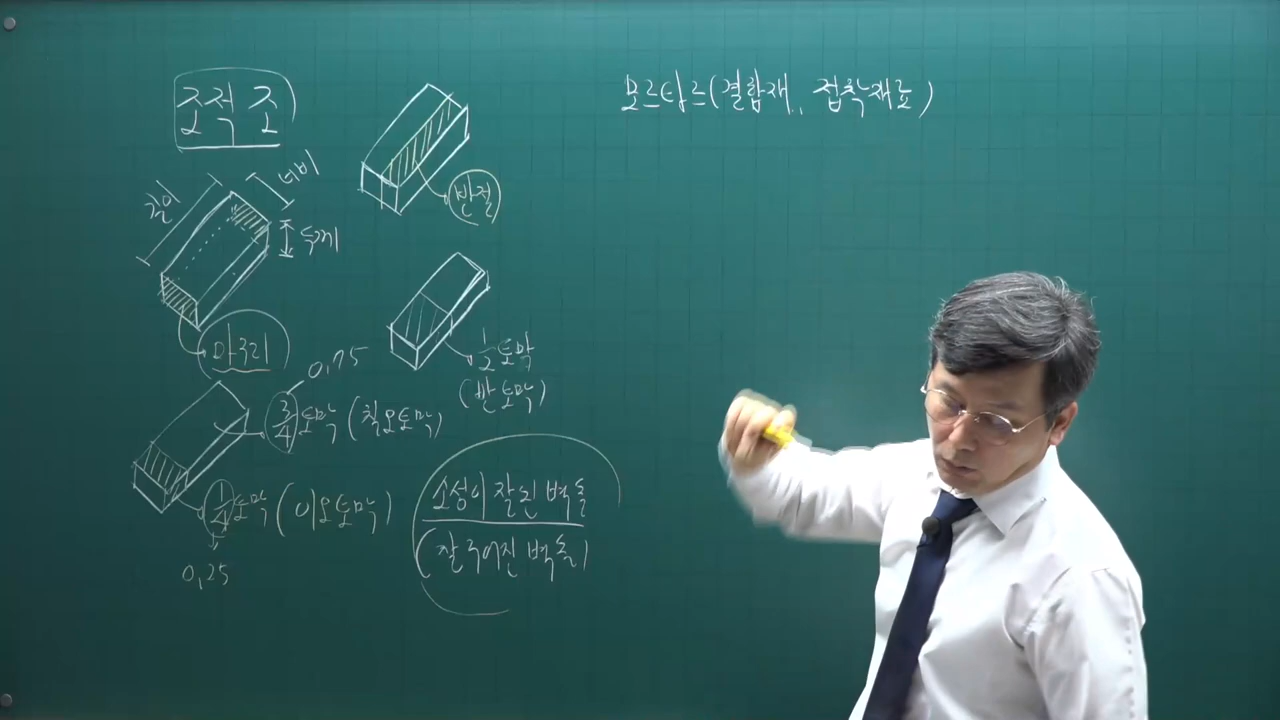 조적조
길이
너비
두께
마구리
반절
1/2토막
(반토막)
0,75
3/4토막(칠오토막)
1/4토막(이오토막)
0,25
소성이 잘된 벽돌
(잘 구어진 벽돌)
모르타르(결합재, 접착재료)